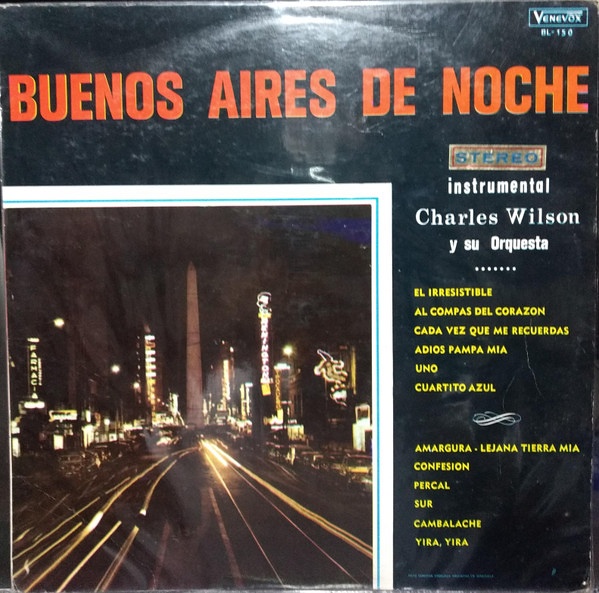 VENEVOX
BL-150
BUENOS AIRES DE NOCHE
STEREO
instrumental
Charles Wilson
y su Orquesta
.......
EL IRRESISTIBLE
AL COMPAS DEL CORAZON
CADA VEZ QUE ME RECUERDAS
ADIOS PAMPA MIA
UNO
CUARTITO AZUL
AMARGURA - LEJANA TIERRA MIA
CONFESION
PERCAL
SUR
CAMBALACHE
YIRA, YIRA
FARMACIA